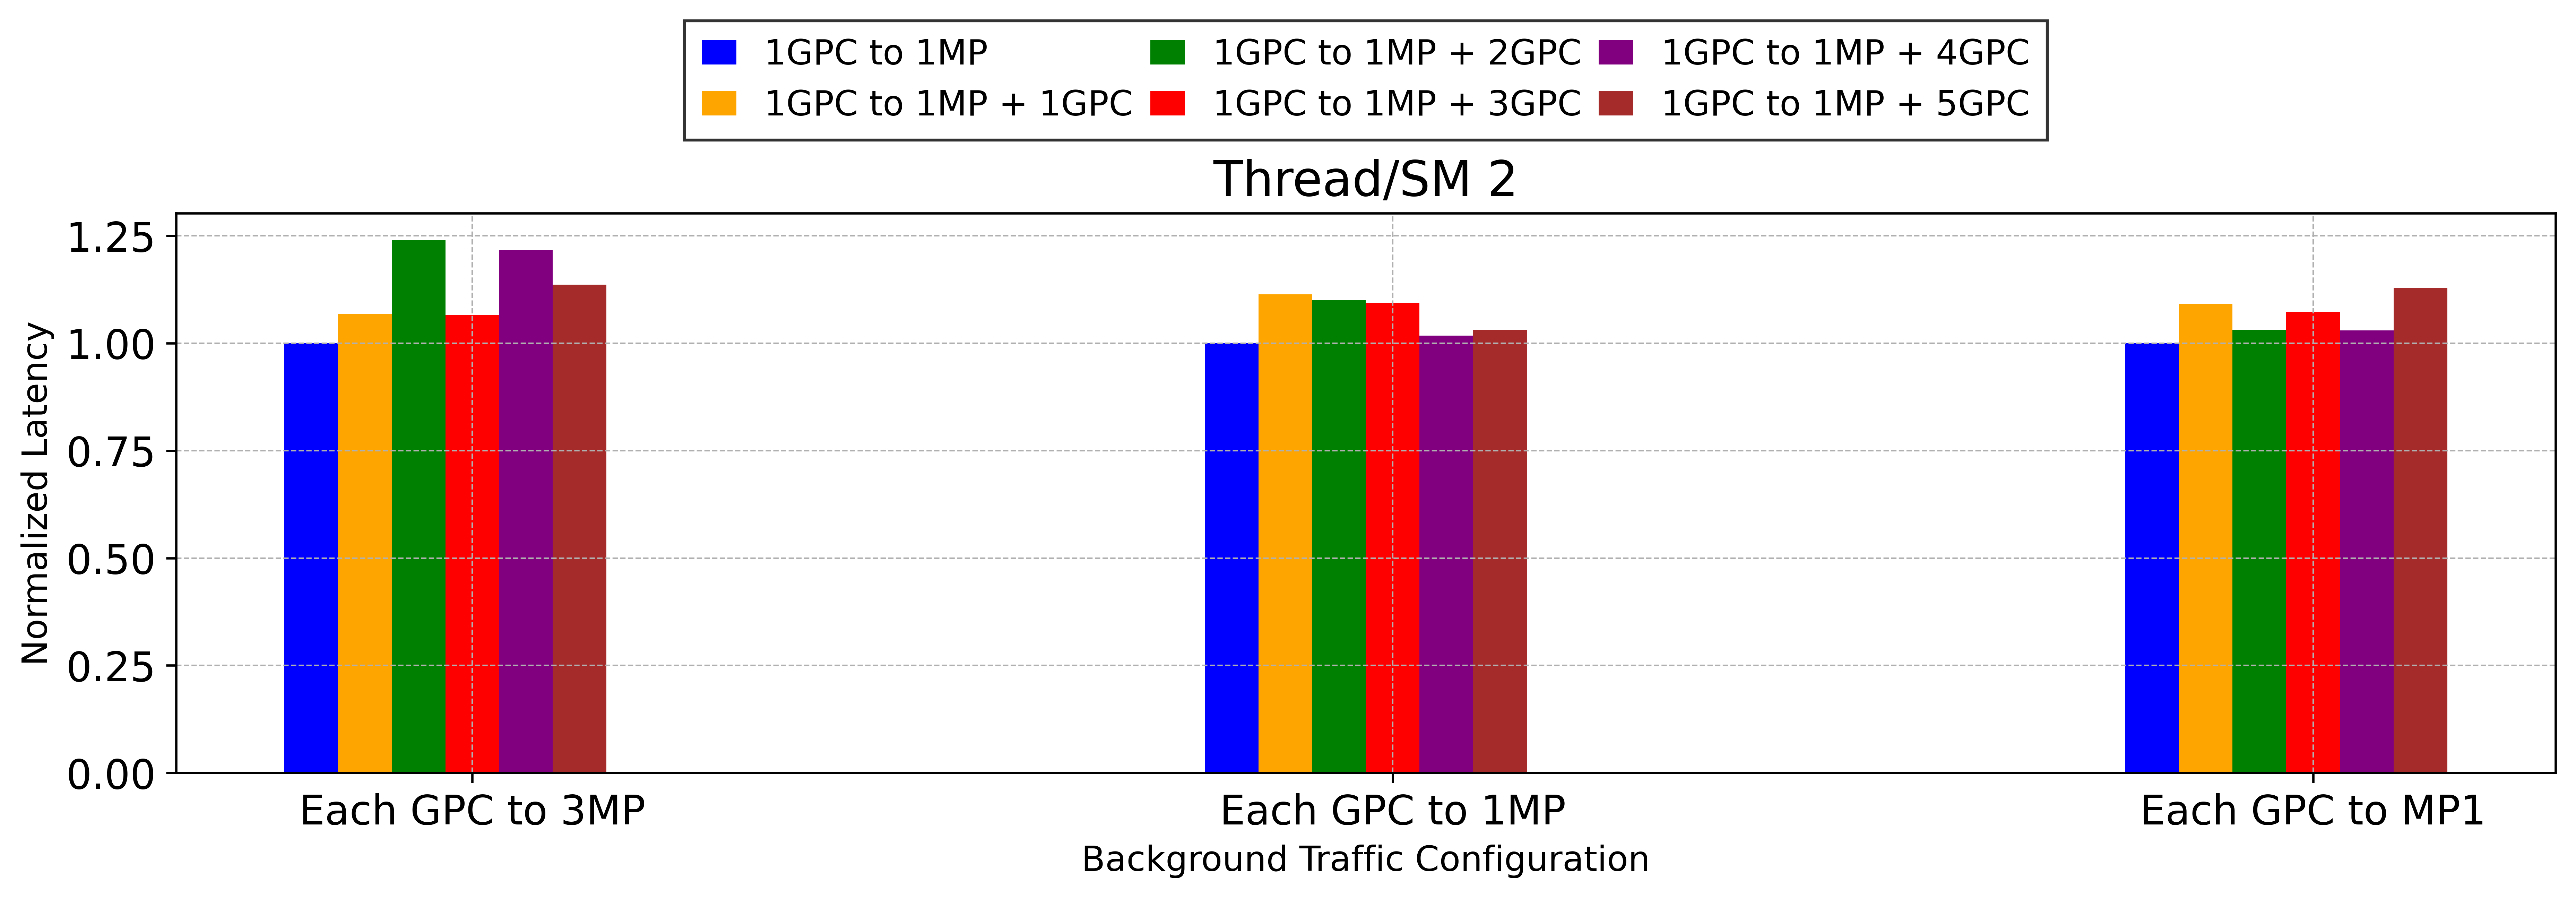 1GPC to 1MP
1GPC to 1MP + 1GPC
1GPC to 1MP + 2GPC
1GPC to 1MP + 3GPC
1GPC to 1MP + 4GPC
1GPC to 1MP + 5GPC
Thread/SM 2
Normalized Latency
1.25
1.00
0.75
0.50
0.25
0.00
Each GPC to 3MP
Each GPC to 1MP
Each GPC to MP1
Background Traffic Configuration